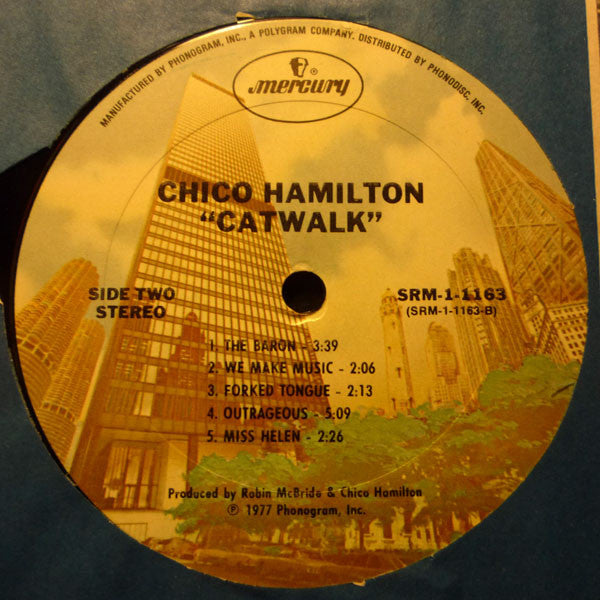 MANUFACTURED BY PHONOGRAM, INC., A POLYGRAM COMPANY. DISTRIBUTED BY PHONODISC, INC.
mercury®
CHICO HAMILTON
“CATWALK”
SIDE TWO
STEREO
SRM-1-1163
(SRM-1-1163-B)
1. THE BARON - 3:39
2. WE MAKE MUSIC - 2:06
3. FORKED TONGUE - 2:13
4. OUTRAGEOUS - 5:09
5. MISS HELEN - 2:26
Produced by Robin McBride & Chico Hamilton
℗ 1977 Phonogram, Inc.